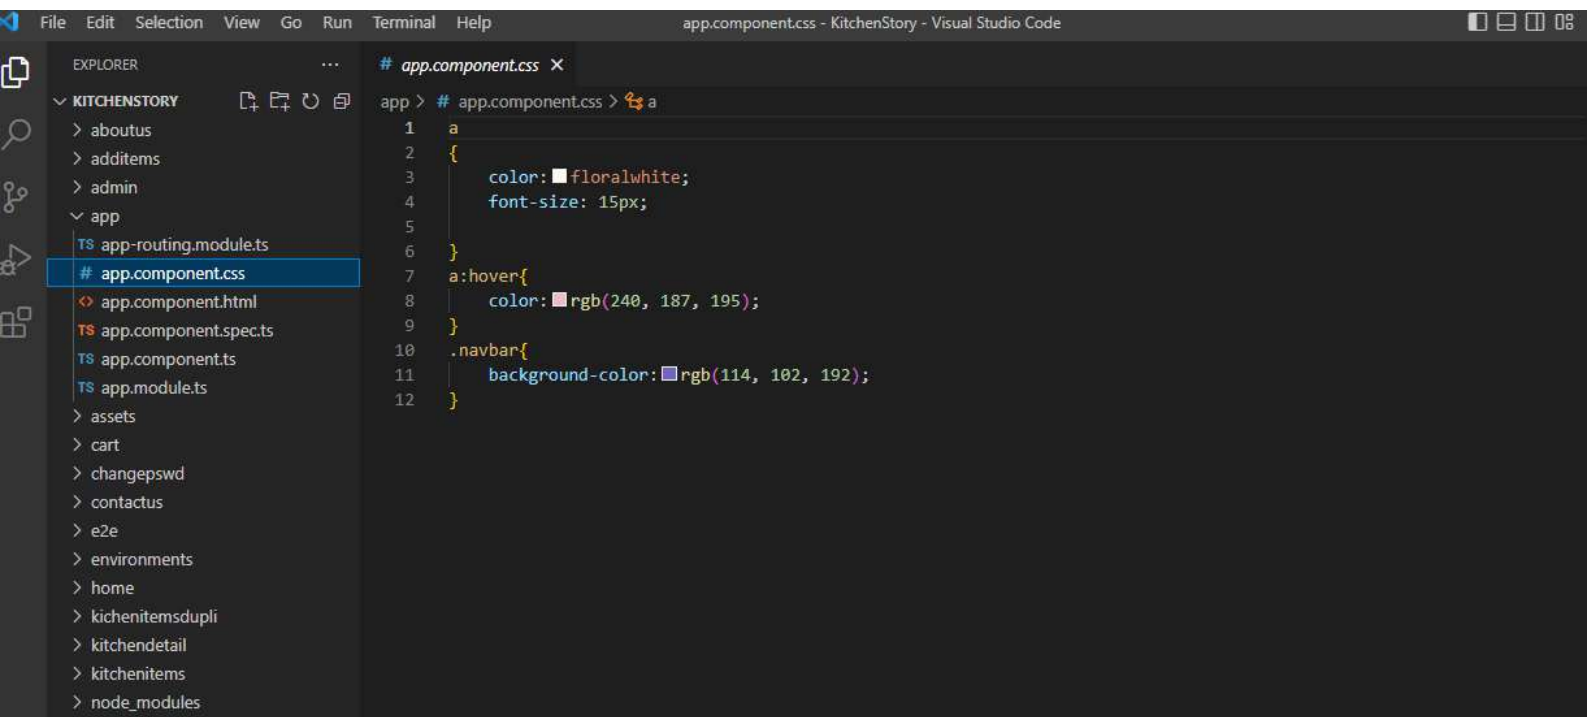 File Edit Selection View Go Run Terminal Help app.component.css - KitchenStory - Visual Studio Code
EXPLORER ...
KITCHENSTORY
> aboutus
> additems
> admin
app
TS app-routing.module.ts
# app.component.css
<> app.component.html
TS app.component.spec.ts
TS app.component.ts
TS app.module.ts
> assets
> cart
> changepswd
> contactus
> e2e
> environments
> home
> kichenitemsdupli
> kitchendetail
> kitchenitems
> node_modules
# app.component.css ×
app > # app.component.css > a
1 a
2 {
3 color: floralwhite;
4 font-size: 15px;
5
6 }
7 a:hover{
8 color: rgb(240, 187, 195);
9 }
10 .navbar{
11 background-color: rgb(114, 102, 192);
12 }